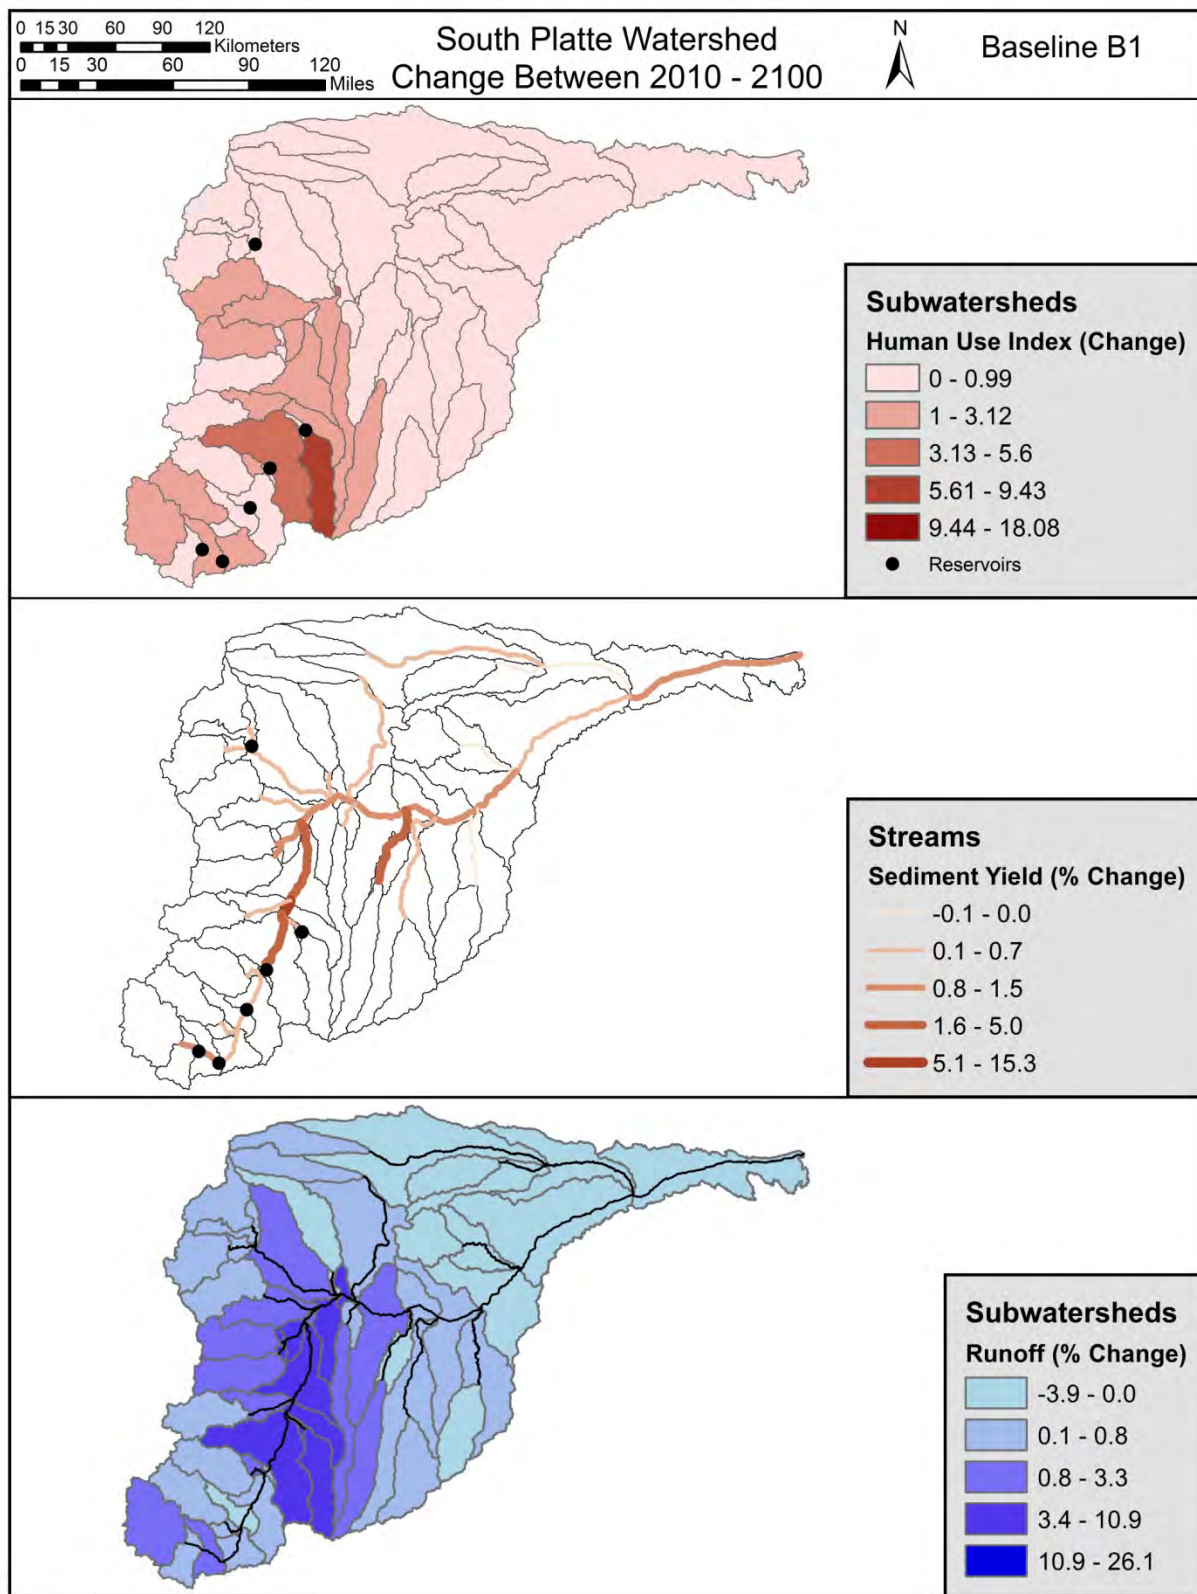 0 15 30 60 90 120
Kilometers
0 15 30 60 90 120
Miles
South Platte Watershed
Change Between 2010 - 2100
N
Baseline B1
Subwatersheds
Human Use Index (Change)
0 - 0.99
1 - 3.12
3.13 - 5.6
5.61 - 9.43
9.44 - 18.08
Reservoirs
Streams
Sediment Yield (% Change)
-0.1 - 0.0
0.1 - 0.7
0.8 - 1.5
1.6 - 5.0
5.1 - 15.3
Subwatersheds
Runoff (% Change)
-3.9 - 0.0
0.1 - 0.8
0.8 - 3.3
3.4 - 10.9
10.9 - 26.1